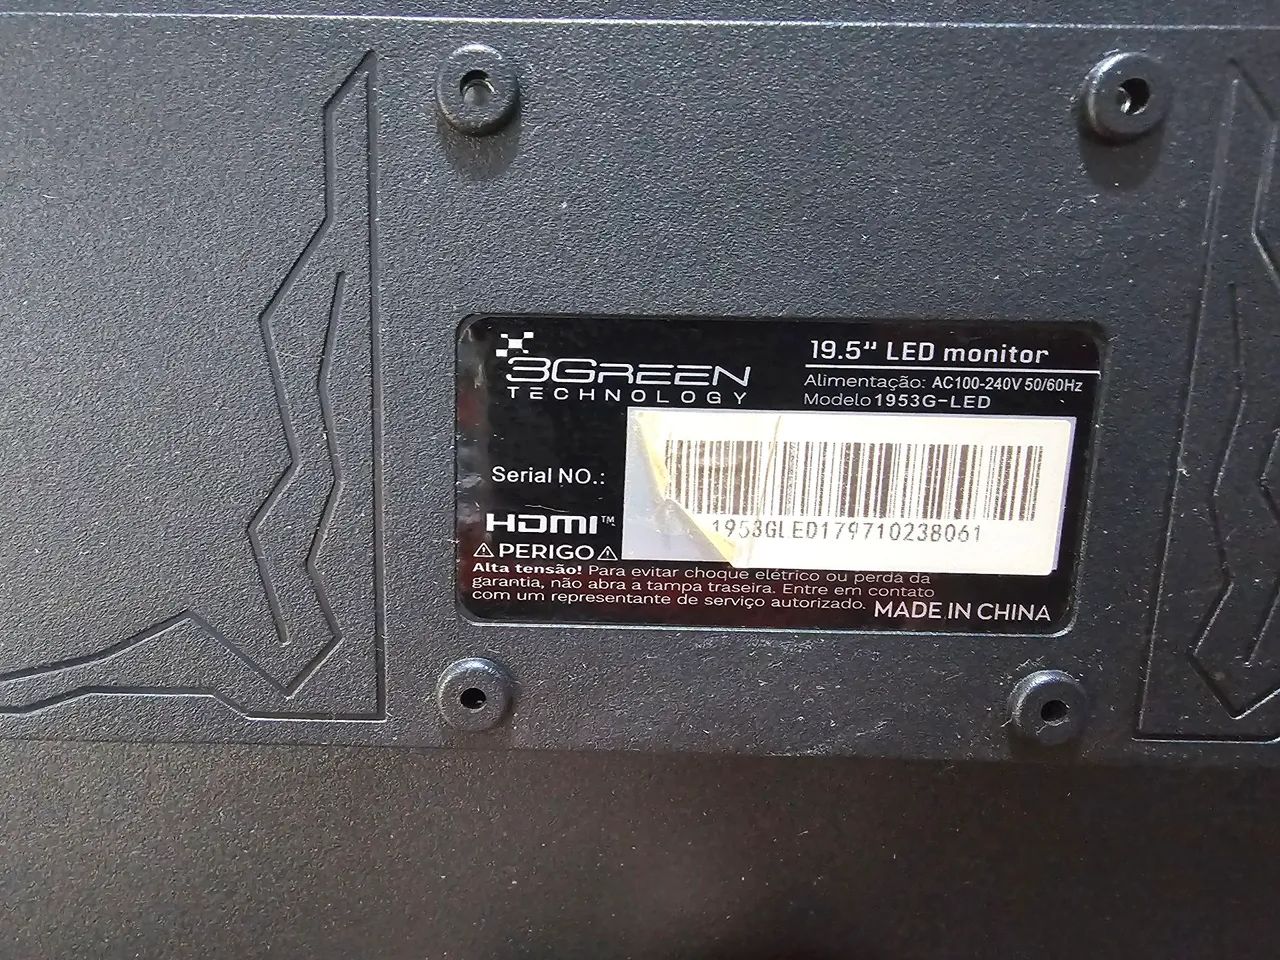 3GREEN
TECHNOLOGY
19.5" LED monitor
Alimentação: AC100-240V 50/60Hz
Modelo 1953G-LED
Serial NO.:
1953GLED179710238061
HDMI™
⚠PERIGO⚠
Alta tensão! Para evitar choque elétrico ou perda da
garantia, não abra a tampa traseira. Entre em contato
com um representante de serviço autorizado.
MADE IN CHINA